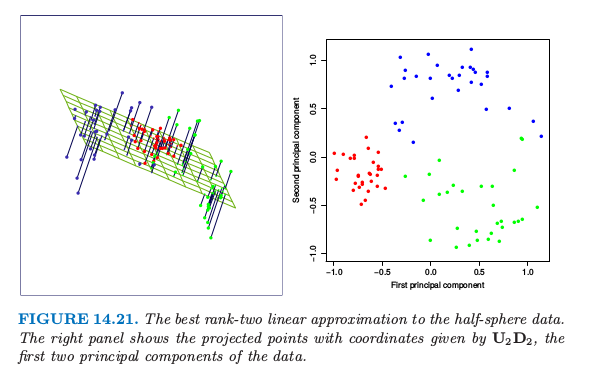 1.0
0.5
0.0
−0.5
−1.0
Second principal component
−1.0 −0.5 0.0 0.5 1.0
First principal component
FIGURE 14.21. The best rank-two linear approximation to the half-sphere data.
The right panel shows the projected points with coordinates given by U₂D₂, the
first two principal components of the data.